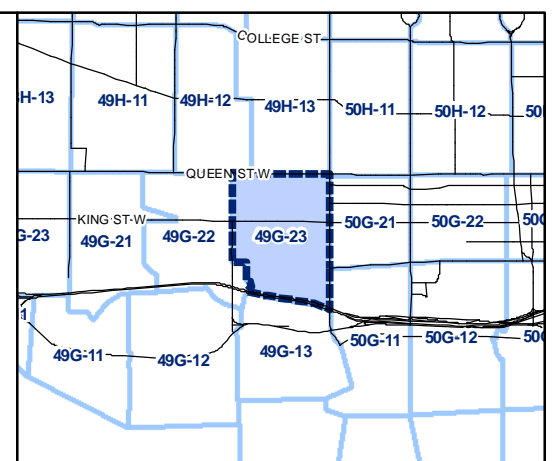 COLLEGE ST
H-13
49H-11
49H-12
49H-13
50H-11
50H-12
50
QUEEN ST W
KING ST W
G-23
49G-21
49G-22
49G-23
50G-21
50G-22
50G
1
49G-11
49G-12
49G-13
50G-11
50G-12
50G